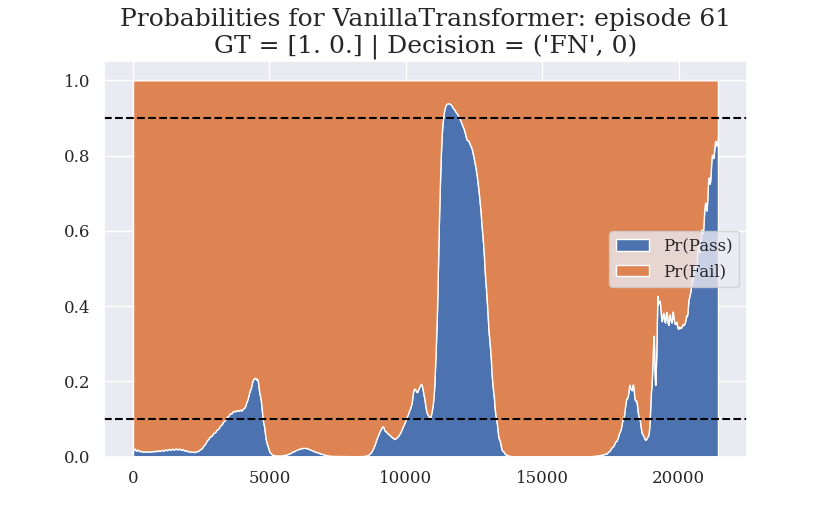 Probabilities for VanillaTransformer: episode 61
GT = [1. 0.] | Decision = ('FN', 0)
1.0
0.8
0.6
0.4
0.2
0.0
Pr(Pass)
Pr(Fail)
0
5000
10000
15000
20000